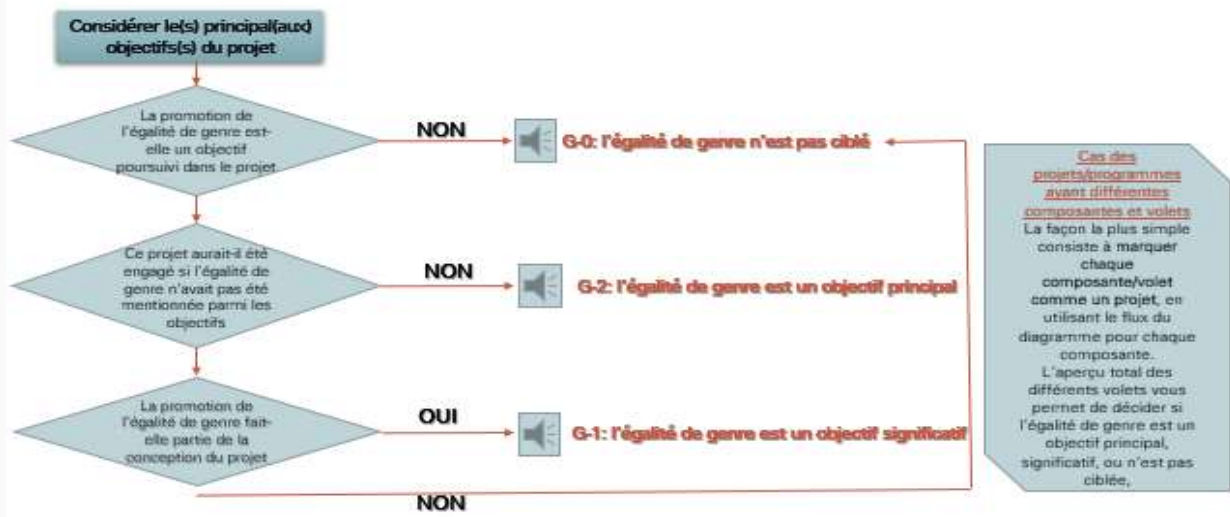 Considérer le(s) principal(aux)
objectifs(s) du projet
La promotion de
l'égalité de genre est-
elle un objectif
poursuivi dans le projet
NON
G-0: l'égalité de genre n'est pas ciblé
Ce projet aurait-il été
engagé si l'égalité de
genre n'avait pas été
mentionnée parmi les
objectifs
NON
G-2: l'égalité de genre est un objectif principal
La promotion de
l'égalité de genre fait-
elle partie de la
conception du projet
OUI
G-1: l'égalité de genre est un objectif significatif
NON
Cas des
projets/programmes
ayant différentes
composantes et volets
La façon la plus simple
consiste à marquer
chaque
composante/volet
comme un projet, en
utilisant le flux du
diagramme pour chaque
composante.
L'aperçu total des
différents volets vous
permet de décider si
l'égalité de genre est un
objectif principal,
significatif, ou n'est pas
ciblée,